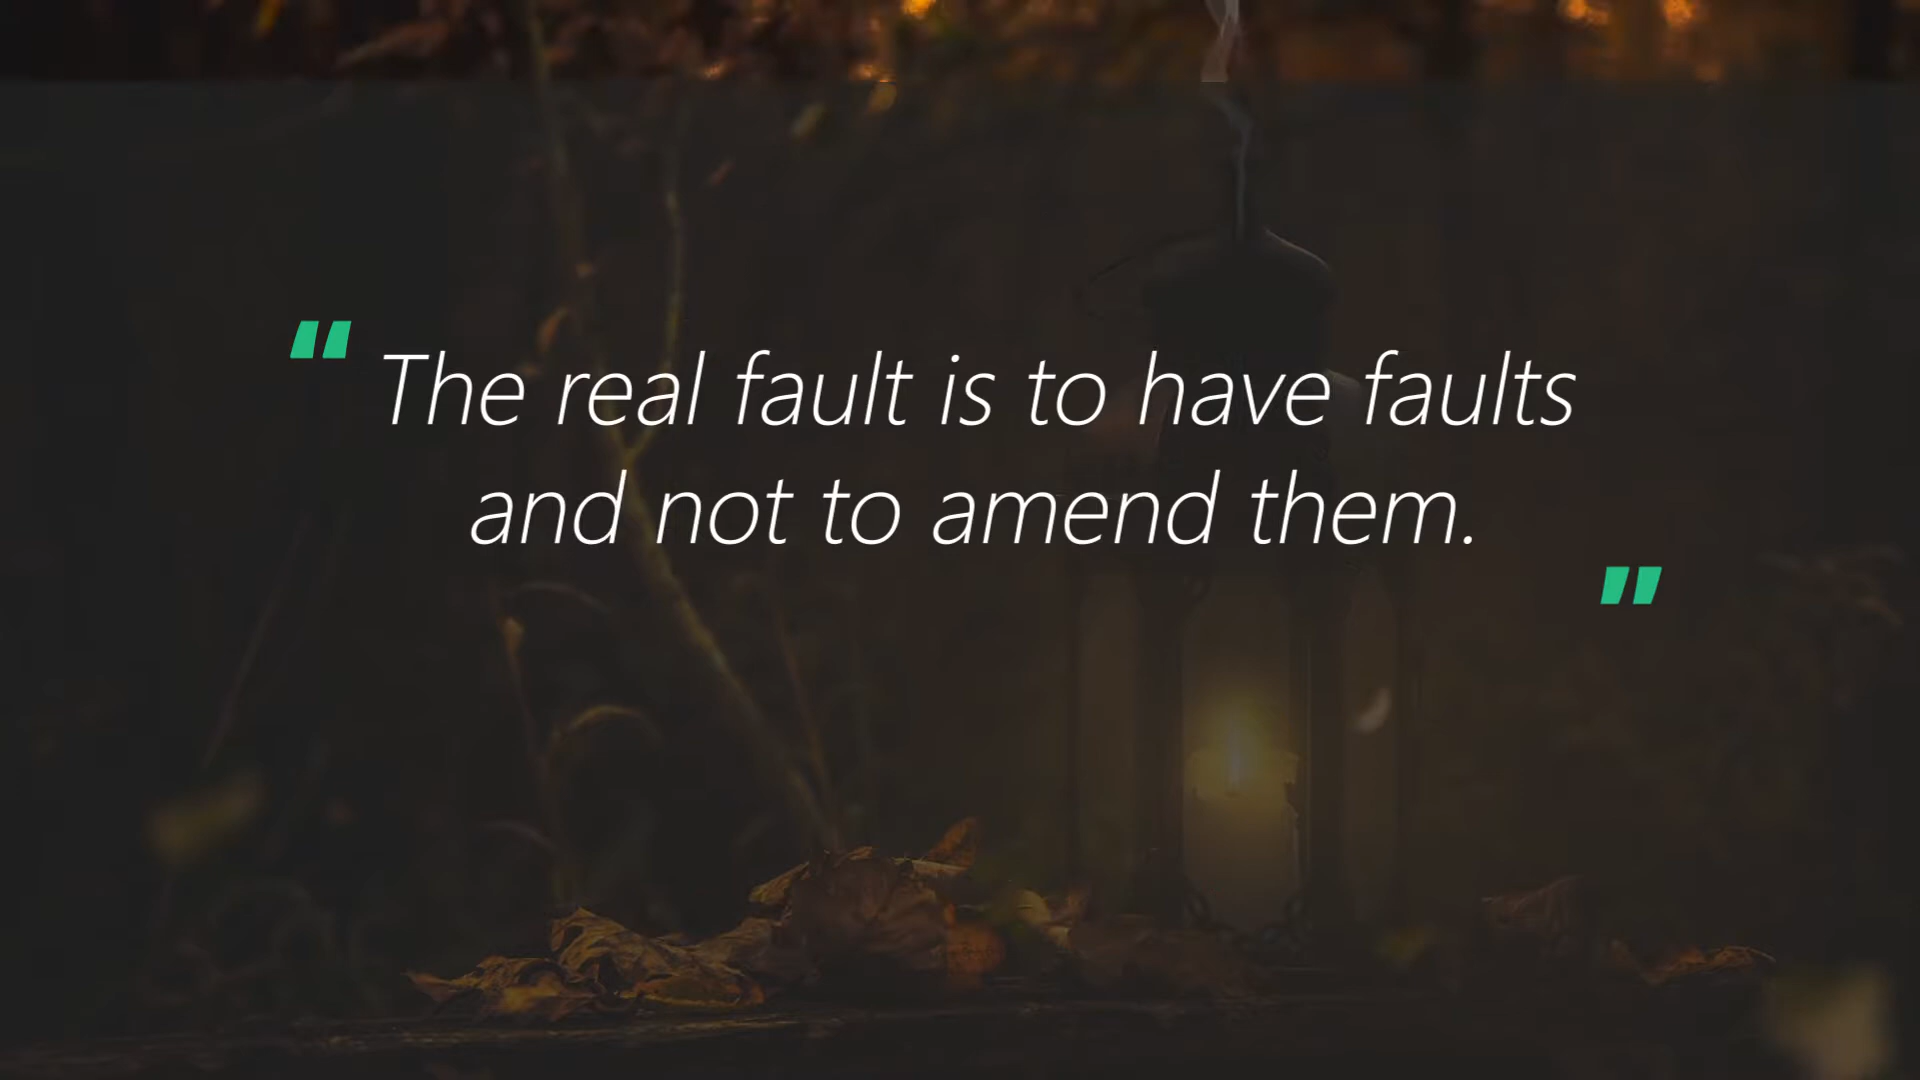 “ The real fault is to have faults
and not to amend them. ”